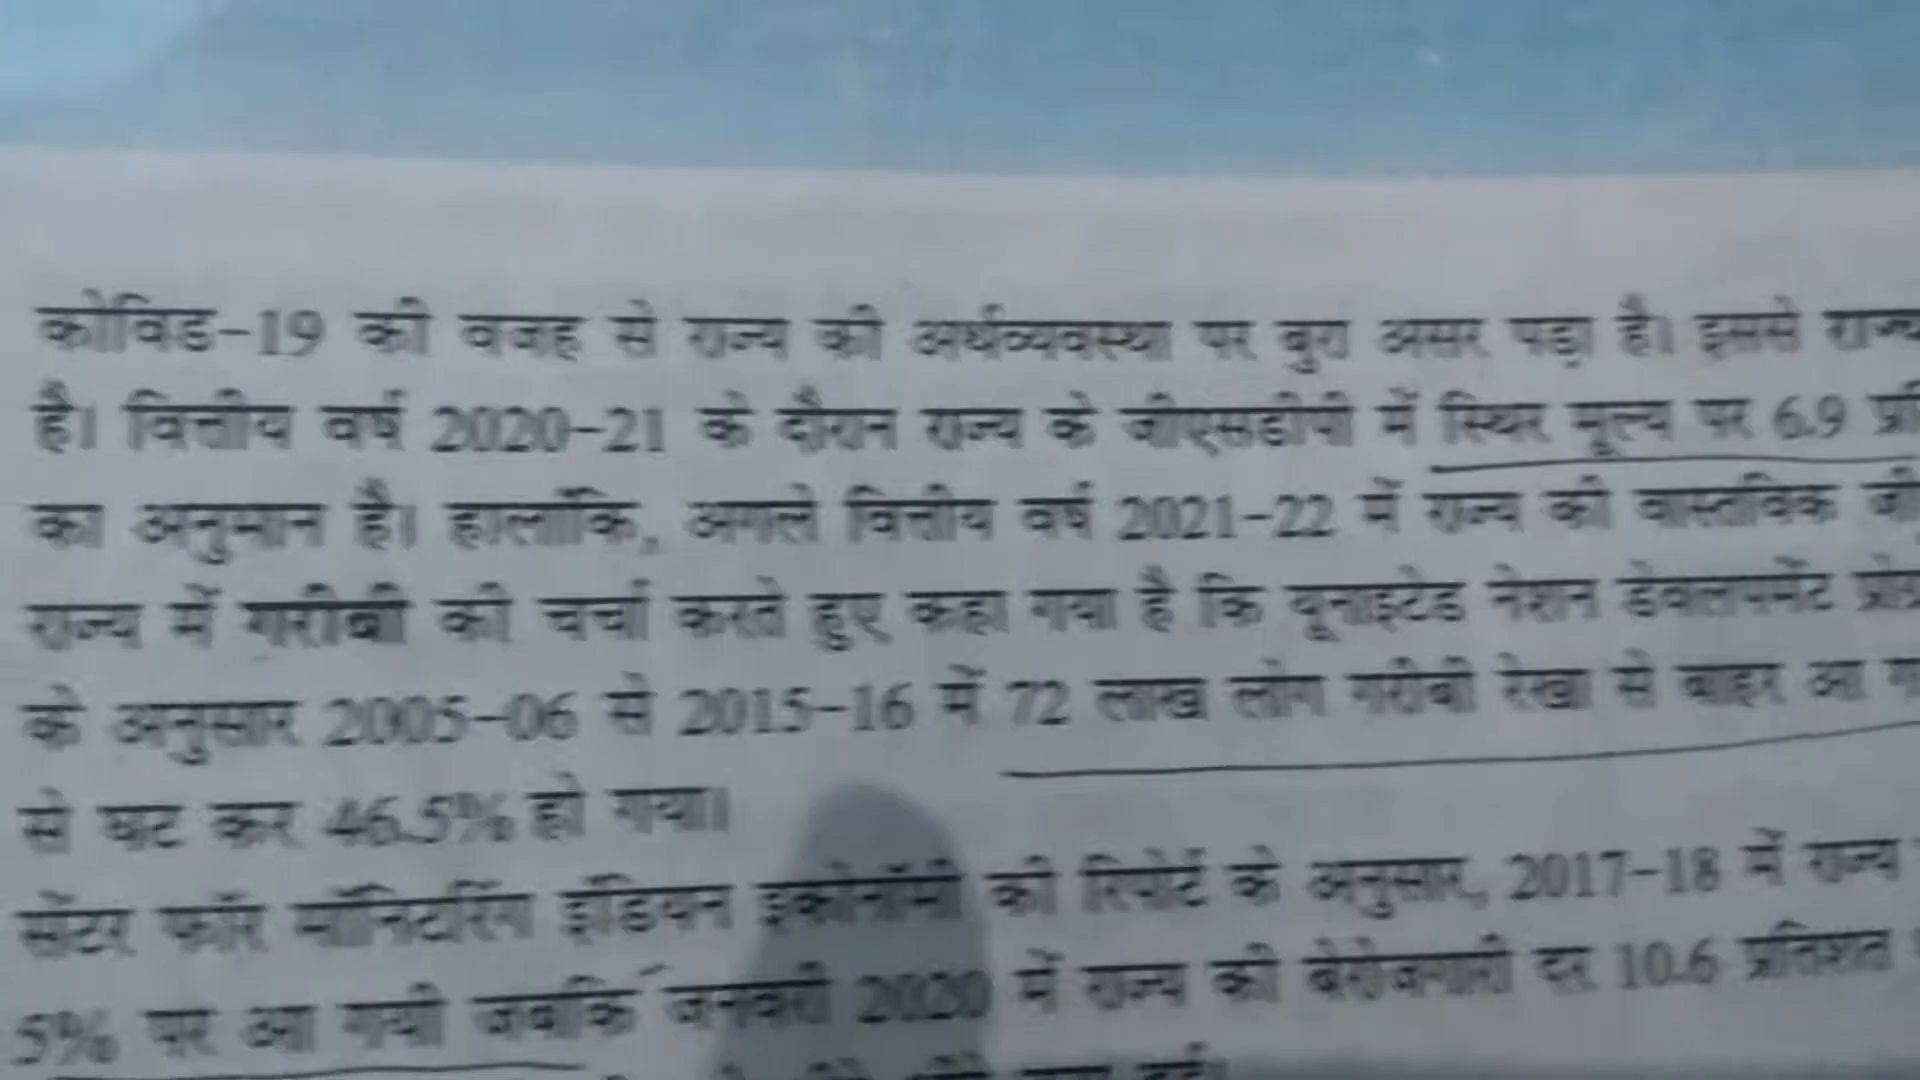 कोविड-19 की वजह से राज्य की अर्थव्यवस्था पर बुरा असर पड़ा है। इससे राज्य
है। वित्तीय वर्ष 2020-21 के दौरान राज्य के जीएसडीपी में स्थिर मूल्य पर 6.9
का अनुमान है। हालाँकि, अगले वित्तीय वर्ष 2021-22 में राज्य की वास्तविक
राज्य में गरीबी की चर्चा करते हुए कहा गया है कि यूनाइटेड नेशन डेवलपमेंट
के अनुसार 2005-06 से 2015-16 में 72 लाख लोग गरीबी रेखा से बाहर आ
से घट कर 46.5% हो गया।
सेंटर फॉर मॉनिटरिंग इंडियन इकोनॉमी की रिपोर्ट के अनुसार, 2017-18 में राज्य
5% पर आ गयी जबकि जनवरी 2020 में राज्य की बेरोजगारी दर 10.6 प्रतिशत